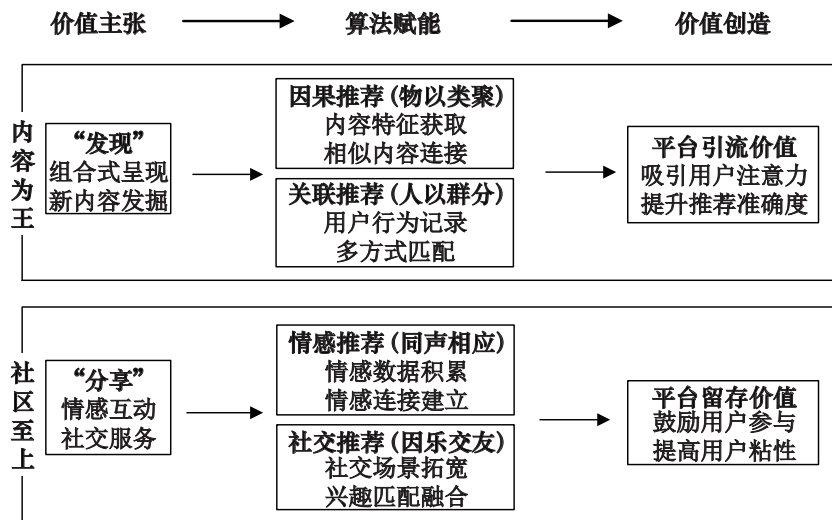 价值主张
算法赋能
价值创造
内容为王
“发现”
组合式呈现
新内容发掘
因果推荐(物以类聚)
内容特征获取
相似内容连接
关联推荐(人以群分)
用户行为记录
多方式匹配
平台引流价值
吸引用户注意力
提升推荐准确度
社区至上
“分享”
情感互动
社交服务
情感推荐(同声相应)
情感数据积累
情感连接建立
社交推荐(因乐交友)
社交场景拓宽
兴趣匹配融合
平台留存价值
鼓励用户参与
提高用户粘性